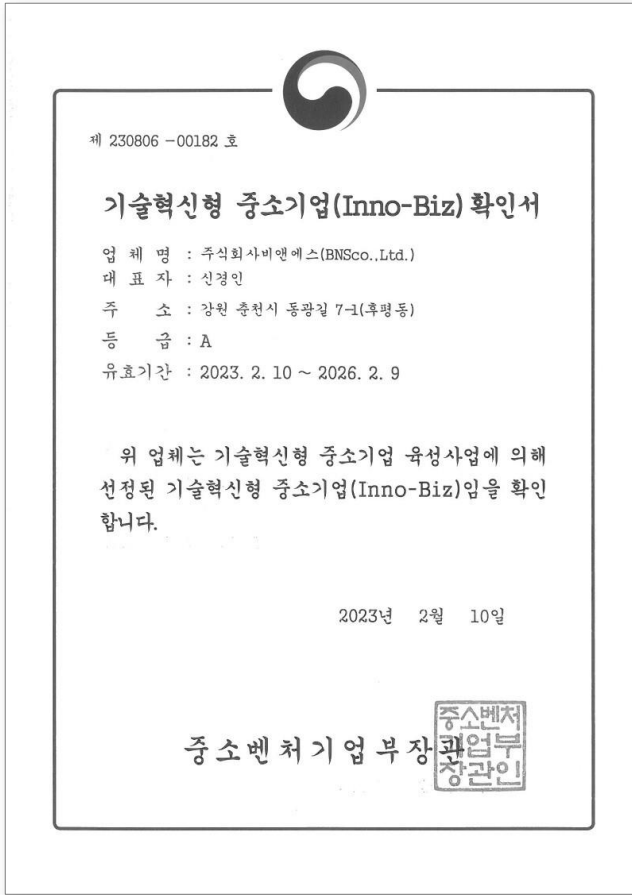 제 230806 -00182 호
기술혁신형 중소기업(Inno-Biz) 확인서
업 체 명 : 주식회사비앤에스(BNSco.,Ltd.)
대 표 자 : 신경인
주 소 : 강원 춘천시 동광길 7-1(후평동)
등 급 : A
유효기간 : 2023. 2. 10 ~ 2026. 2. 9
위 업체는 기술혁신형 중소기업 육성사업에 의해
선정된 기술혁신형 중소기업(Inno-Biz)임을 확인
합니다.
2023년 2월 10일
중소벤처기업부장관
중소벤처
기업부
장관인